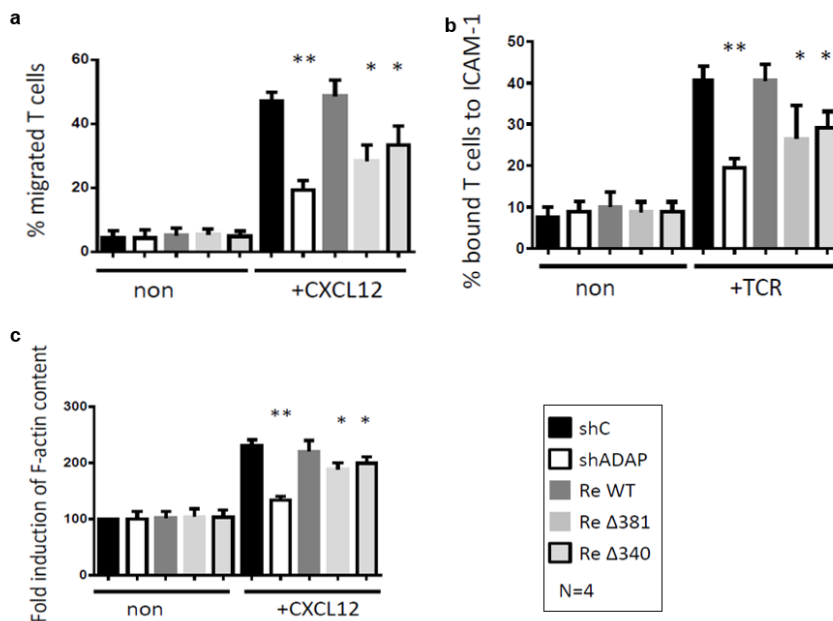 a
% migrated T cells
60
40
20
0
** * *
non +CXCL12
b
% bound T cells to ICAM-1
50
40
30
20
10
0
** * *
non +TCR
c
Fold induction of F-actin content
300
200
100
0
** * *
non +CXCL12
shC
shADAP
Re WT
Re Δ381
Re Δ340
N=4